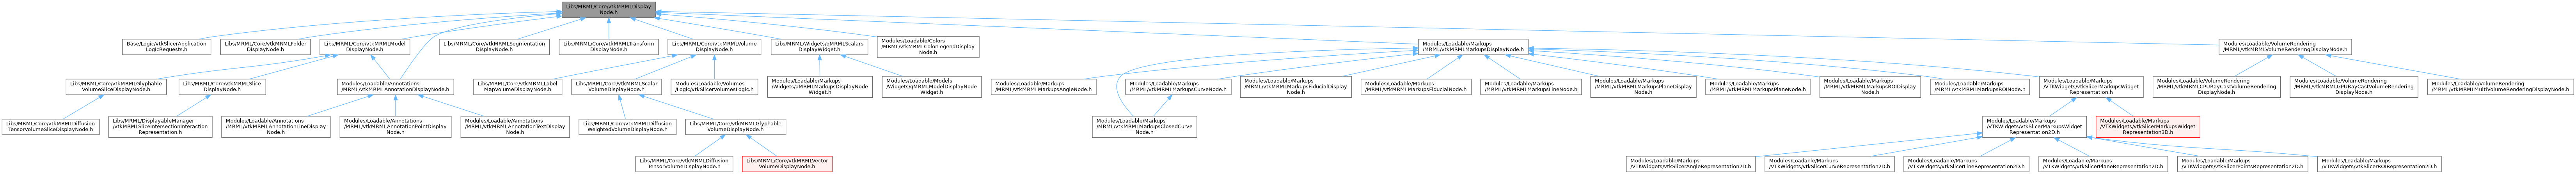 Libs/MRML/Core/vtkMRMLDisplay
Node.h
Base/Logic/vtkSlicerApplication
LogicRequests.h
Libs/MRML/Core/vtkMRMLFolder
DisplayNode.h
Libs/MRML/Core/vtkMRMLModel
DisplayNode.h
Libs/MRML/Core/vtkMRMLSegmentation
DisplayNode.h
Libs/MRML/Core/vtkMRMLTransform
DisplayNode.h
Libs/MRML/Core/vtkMRMLVolume
DisplayNode.h
Libs/MRML/Widgets/qMRMLScalars
DisplayWidget.h
Modules/Loadable/Colors
/MRML/vtkMRMLColorLegendDisplay
Node.h
Modules/Loadable/Markups
/MRML/vtkMRMLMarkupsDisplayNode.h
Modules/Loadable/VolumeRendering
/MRML/vtkMRMLVolumeRenderingDisplayNode.h
Libs/MRML/Core/vtkMRMLGlyphable
VolumeSliceDisplayNode.h
Libs/MRML/Core/vtkMRMLSlice
DisplayNode.h
Modules/Loadable/Annotations
/MRML/vtkMRMLAnnotationDisplayNode.h
Libs/MRML/Core/vtkMRMLLabel
MapVolumeDisplayNode.h
Libs/MRML/Core/vtkMRMLScalar
VolumeDisplayNode.h
Modules/Loadable/Volumes
/Logic/vtkSlicerVolumesLogic.h
Modules/Loadable/Markups
/Widgets/qMRMLMarkupsDisplayNode
Widget.h
Modules/Loadable/Models
/Widgets/qMRMLModelDisplayNode
Widget.h
Modules/Loadable/Markups
/MRML/vtkMRMLMarkupsAngleNode.h
Modules/Loadable/Markups
/MRML/vtkMRMLMarkupsCurveNode.h
Modules/Loadable/Markups
/MRML/vtkMRMLMarkupsFiducialDisplay
Node.h
Modules/Loadable/Markups
/MRML/vtkMRMLMarkupsFiducialNode.h
Modules/Loadable/Markups
/MRML/vtkMRMLMarkupsLineNode.h
Modules/Loadable/Markups
/MRML/vtkMRMLMarkupsPlaneDisplay
Node.h
Modules/Loadable/Markups
/MRML/vtkMRMLMarkupsPlaneNode.h
Modules/Loadable/Markups
/MRML/vtkMRMLMarkupsROIDisplay
Node.h
Modules/Loadable/Markups
/MRML/vtkMRMLMarkupsROINode.h
Modules/Loadable/Markups
/VTKWidgets/vtkSlicerMarkupsWidget
Representation.h
Modules/Loadable/VolumeRendering
/MRML/vtkMRMLCPURayCastVolumeRendering
DisplayNode.h
Modules/Loadable/VolumeRendering
/MRML/vtkMRMLGPURayCastVolumeRendering
DisplayNode.h
Modules/Loadable/VolumeRendering
/MRML/vtkMRMLMultiVolumeRenderingDisplayNode.h
Libs/MRML/Core/vtkMRMLDiffusion
TensorVolumeSliceDisplayNode.h
Libs/MRML/DisplayableManager
/vtkMRMLSliceIntersectionInteraction
Representation.h
Modules/Loadable/Annotations
/MRML/vtkMRMLAnnotationLineDisplay
Node.h
Modules/Loadable/Annotations
/MRML/vtkMRMLAnnotationPointDisplay
Node.h
Modules/Loadable/Annotations
/MRML/vtkMRMLAnnotationTextDisplay
Node.h
Libs/MRML/Core/vtkMRMLDiffusion
WeightedVolumeDisplayNode.h
Libs/MRML/Core/vtkMRMLGlyphable
VolumeDisplayNode.h
Modules/Loadable/Markups
/MRML/vtkMRMLMarkupsClosedCurve
Node.h
Modules/Loadable/Markups
/VTKWidgets/vtkSlicerMarkupsWidget
Representation2D.h
Modules/Loadable/Markups
/VTKWidgets/vtkSlicerMarkupsWidget
Representation3D.h
Libs/MRML/Core/vtkMRMLDiffusion
TensorVolumeDisplayNode.h
Libs/MRML/Core/vtkMRMLVector
VolumeDisplayNode.h
Modules/Loadable/Markups
/VTKWidgets/vtkSlicerAngleRepresentation2D.h
Modules/Loadable/Markups
/VTKWidgets/vtkSlicerCurveRepresentation2D.h
Modules/Loadable/Markups
/VTKWidgets/vtkSlicerLineRepresentation2D.h
Modules/Loadable/Markups
/VTKWidgets/vtkSlicerPlaneRepresentation2D.h
Modules/Loadable/Markups
/VTKWidgets/vtkSlicerPointsRepresentation2D.h
Modules/Loadable/Markups
/VTKWidgets/vtkSlicerROIRepresentation2D.h